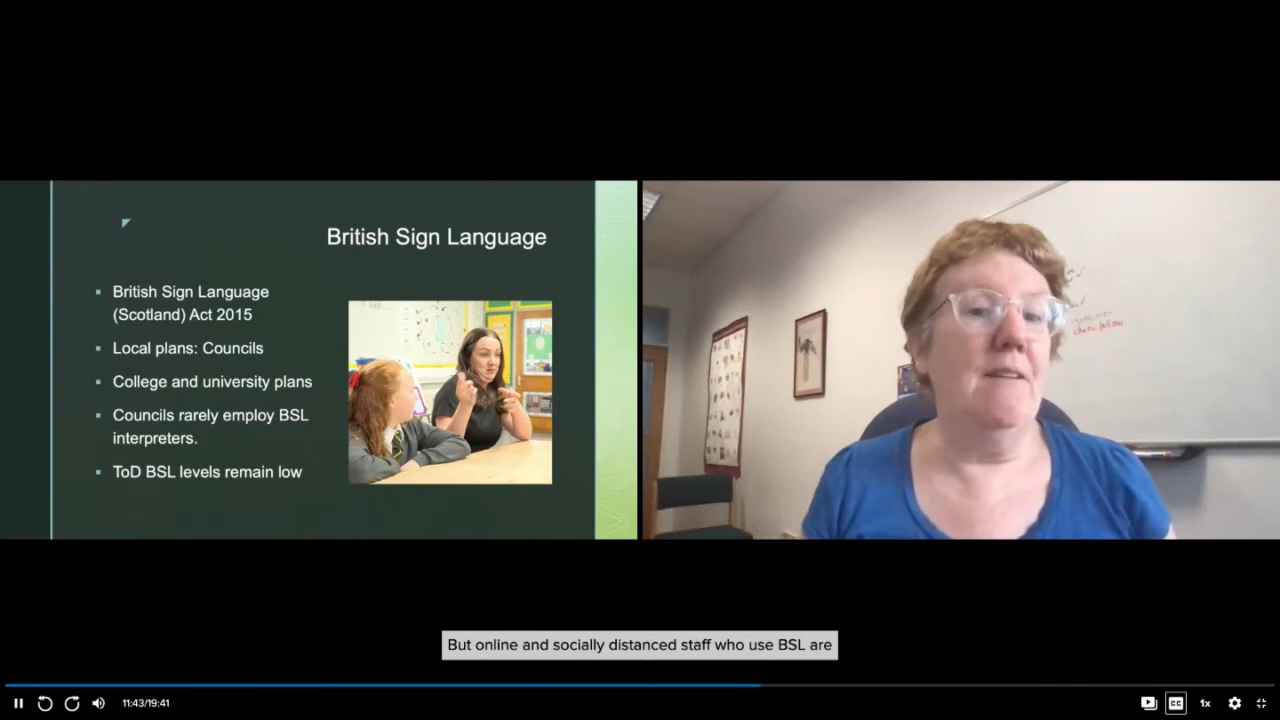 British Sign Language
British Sign Language
(Scotland) Act 2015
Local plans: Councils
College and university plans
Councils rarely employ BSL
interpreters.
ToD BSL levels remain low
But online and socially distanced staff who use BSL are
11:43/19:41
CC
1x